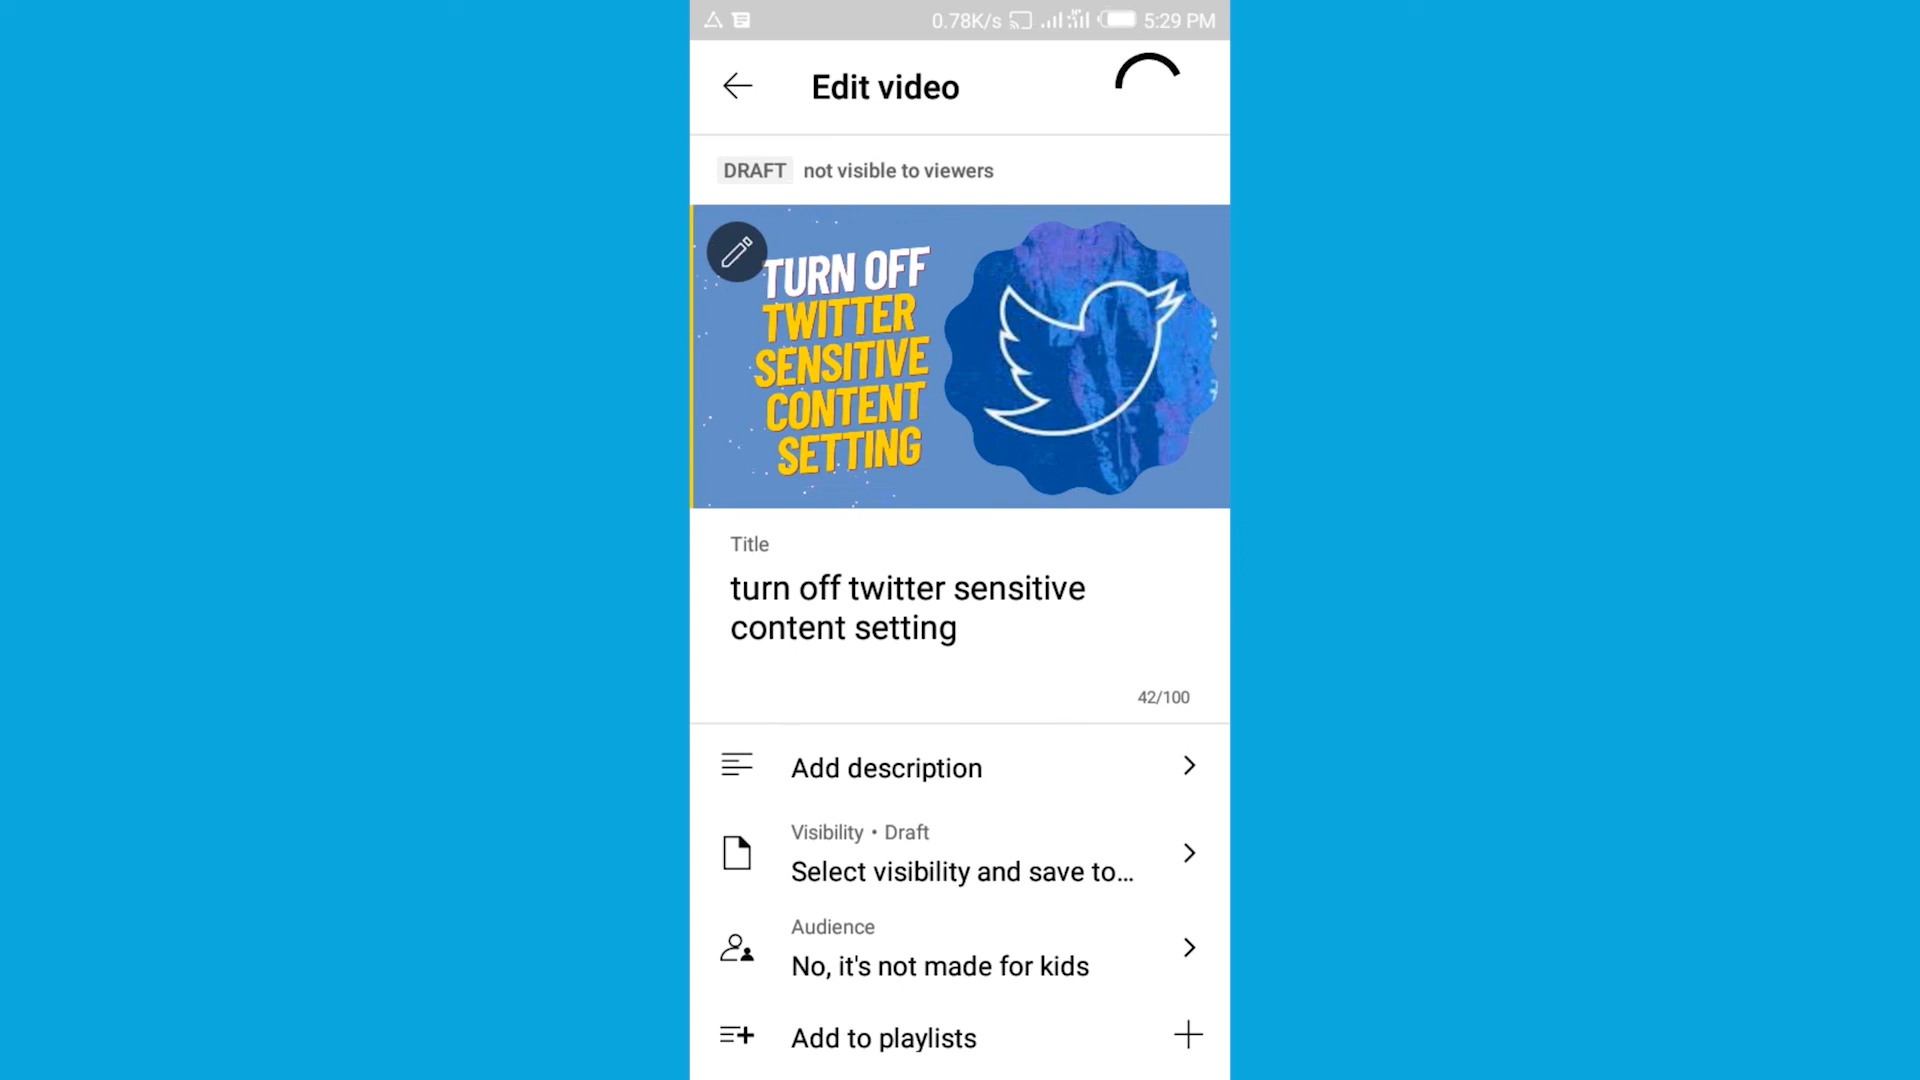 0.78K/s 5:29 PM
Edit video
DRAFT not visible to viewers
TURN OFF
TWITTER
SENSITIVE
CONTENT
SETTING
Title
turn off twitter sensitive
content setting
42/100
Add description
Visibility • Draft
Select visibility and save to...
Audience
No, it's not made for kids
Add to playlists